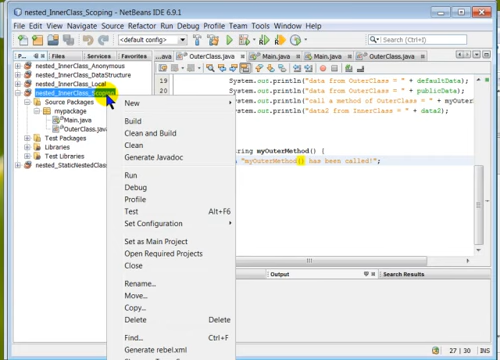 nested_InnerClass_Scoping - NetBeans IDE 6.9.1
File Edit View Navigate Source Refactor Run Debug Profile Team Tools Window Help
<default config>
Search (Ctrl+I)
Files Services Favorites
...ava OuterClass.java Main.java Main.java OuterClass.java
nested_InnerClass_Anonymous
nested_InnerClass_DataStructure
nested_InnerClass_Local
nested_InnerClass_Scoping
Source Packages
mypackage
Main.java
OuterClass.java
Test Packages
Libraries
Test Libraries
nested_StaticNestedClass
New
Build
Clean and Build
Clean
Generate Javadoc
Run
Debug
Profile
Test Alt+F6
Set Configuration
Set as Main Project
Open Required Projects
Close
Rename...
Move...
Copy...
Delete Delete
Find... Ctrl+F
Generate rebel.xml
19 System.out.println("data from OuterClass = " + defaultData);
20 System.out.println("data from OuterClass = " + publicData);
System.out.println("call a method of OuterClass = " + myOuter
System.out.println("data2 from InnerClass = " + data2);
ring myOuterMethod() {
"myOuterMethod() has been called!";
Output Search Results
27 | 30 INS